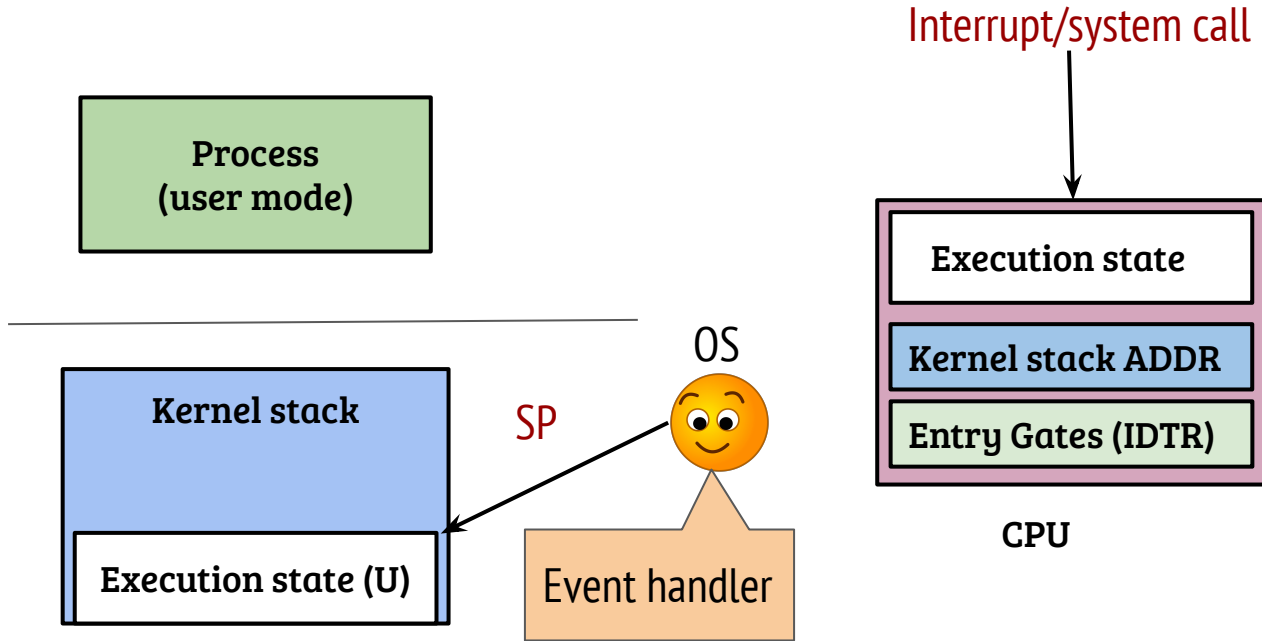 Interrupt/system call
Process
(user mode)
Execution state
OS
Kernel stack ADDR
Kernel stack
SP
Entry Gates (IDTR)
CPU
Execution state (U)
Event handler